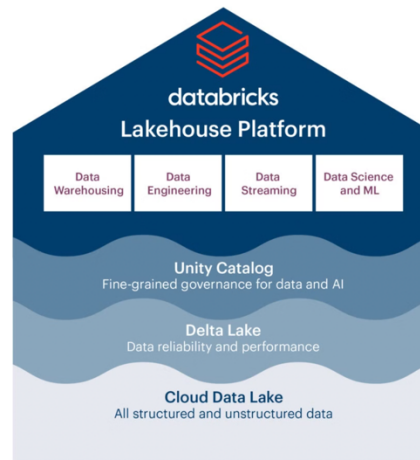 databricks
Lakehouse Platform
Data
Warehousing
Data
Engineering
Data
Streaming
Data Science
and ML
Unity Catalog
Fine-grained governance for data and AI
Delta Lake
Data reliability and performance
Cloud Data Lake
All structured and unstructured data